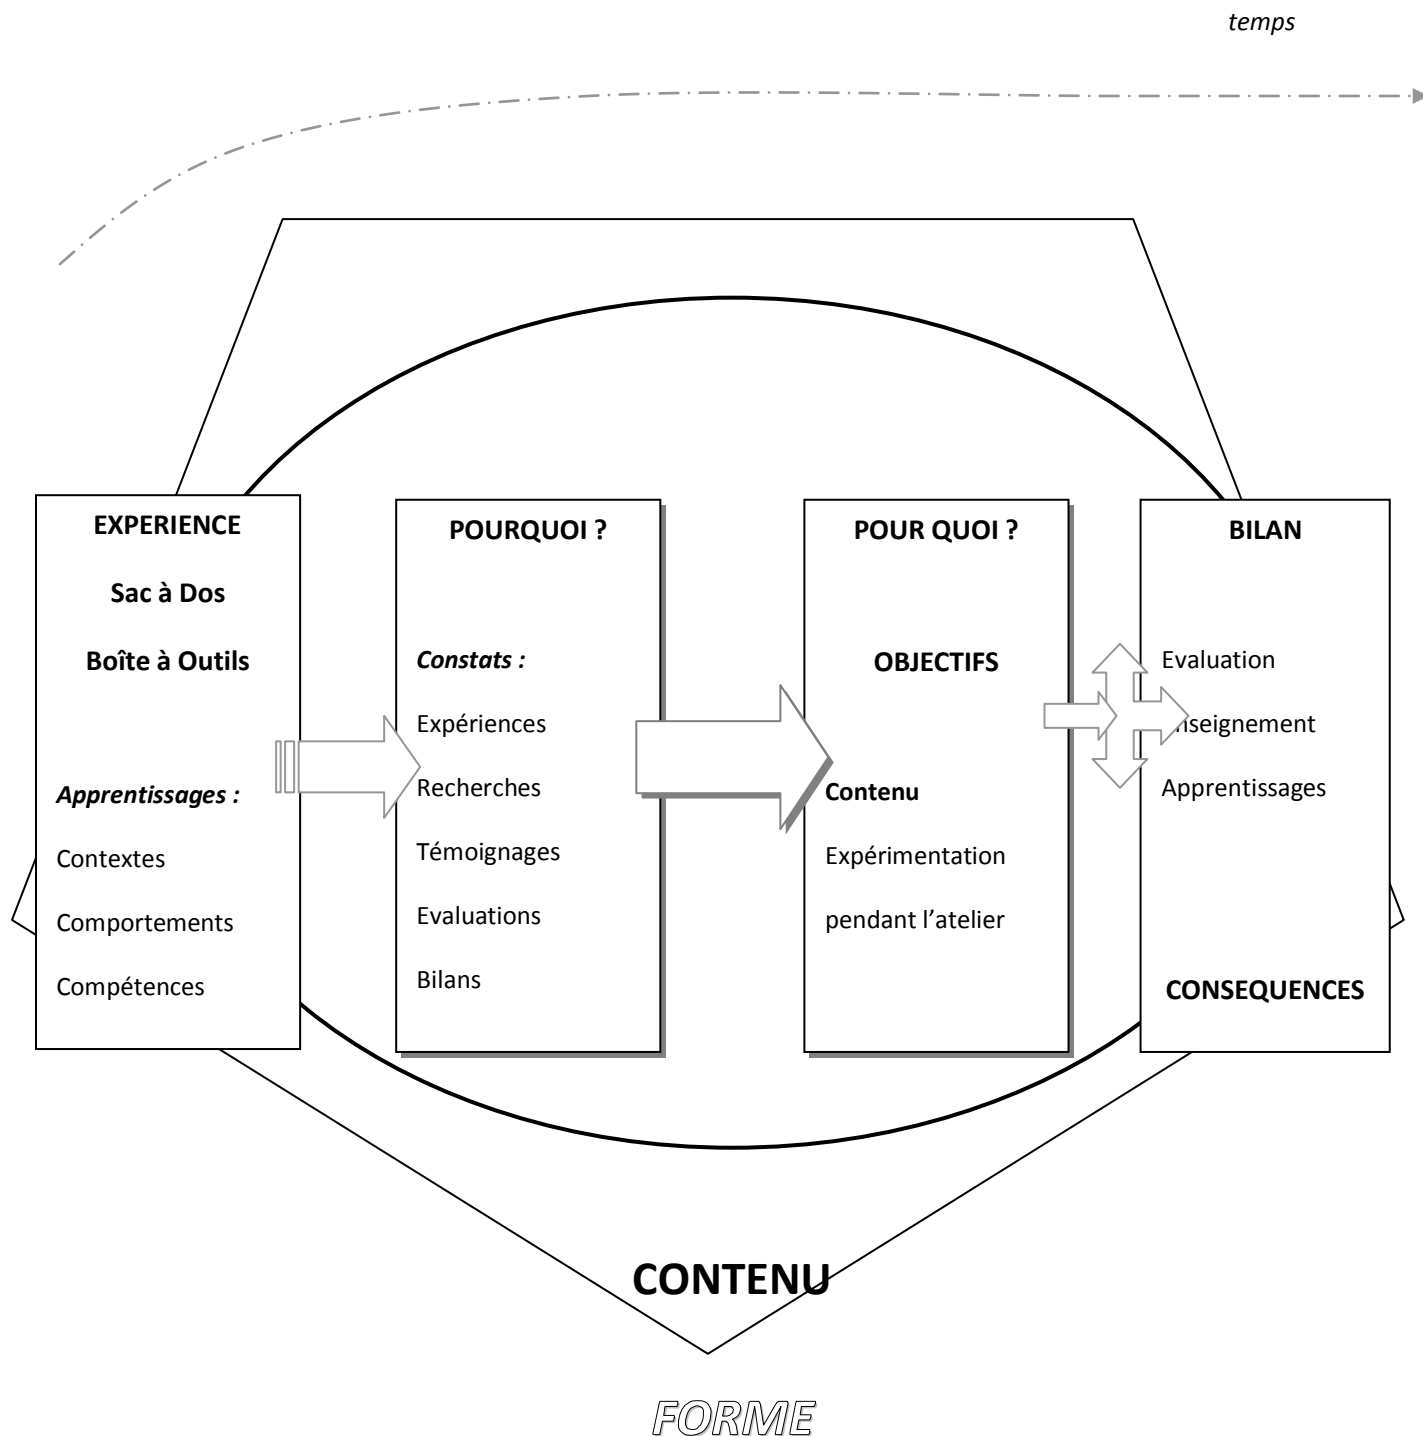 temps
EXPERIENCE
Sac à Dos
Boîte à Outils
Apprentissages :
Contextes
Comportements
Compétences
POURQUOI ?
Constats :
Expériences
Recherches
Témoignages
Evaluations
Bilans
POUR QUOI ?
OBJECTIFS
Contenu
Expérimentation
pendant l’atelier
BILAN
Evaluation
nseignement
Apprentissages
CONSEQUENCES
CONTENU
FORME